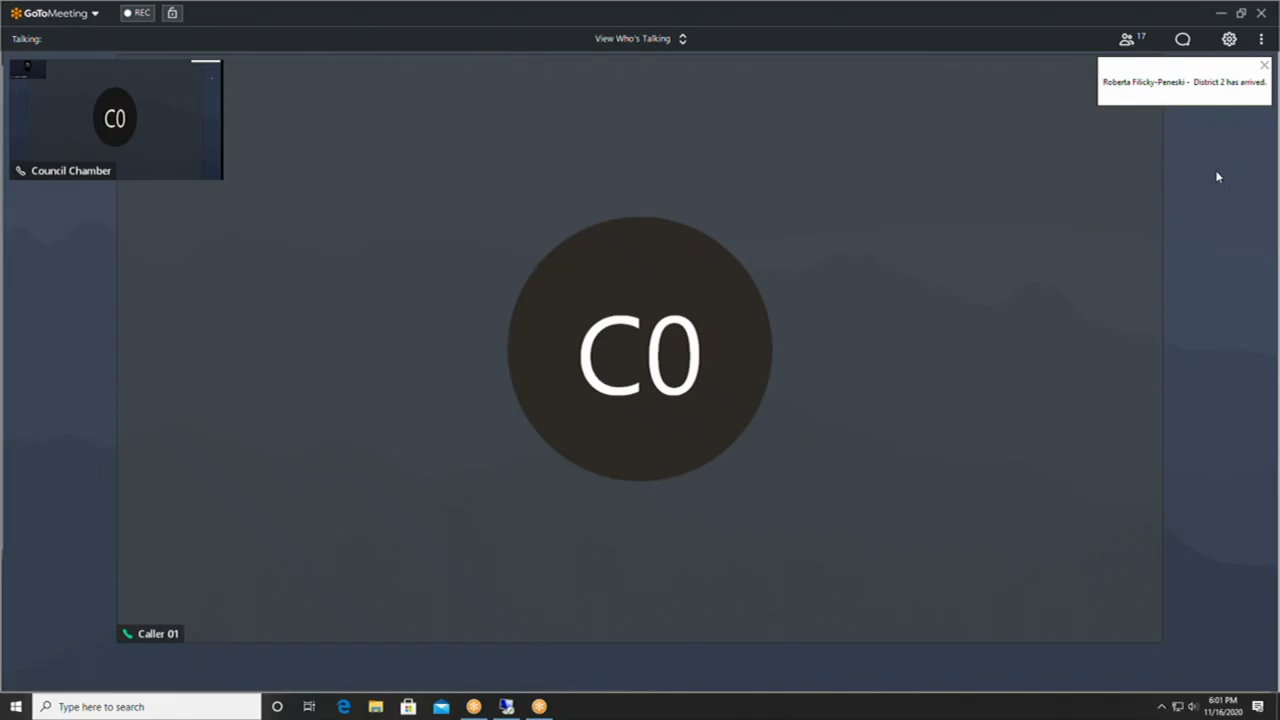 GoToMeeting
REC
Talking:
View Who's Talking
17
Roberta Filicky-Peneski - District 2 has arrived.
C0
Council Chamber
C0
Caller 01
Type here to search
6:01 PM
11/16/2020